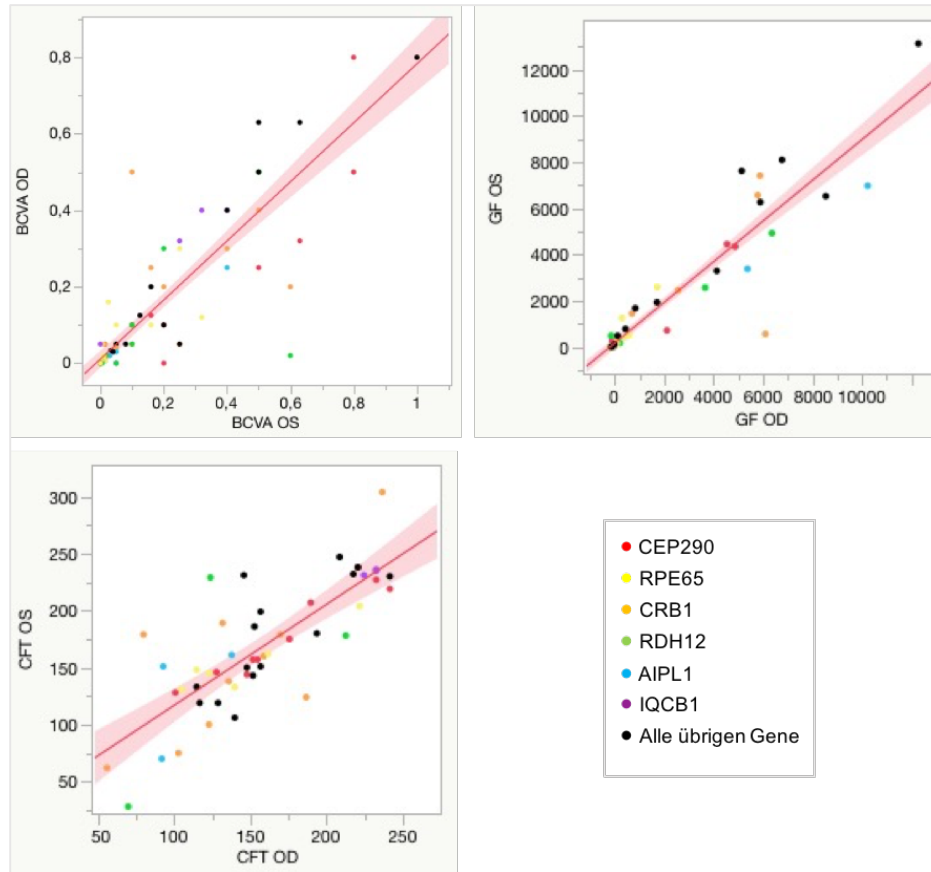 BCVA OD
0,8
0,6
0,4
0,2
0
0 0,2 0,4 0,6 0,8 1
BCVA OS
GF OS
12000
10000
8000
6000
4000
2000
0
0 2000 4000 6000 8000 10000
GF OD
CFT OS
300
250
200
150
100
50
50 100 150 200 250
CFT OD
CEP290
RPE65
CRB1
RDH12
AIPL1
IQCB1
Alle übrigen Gene